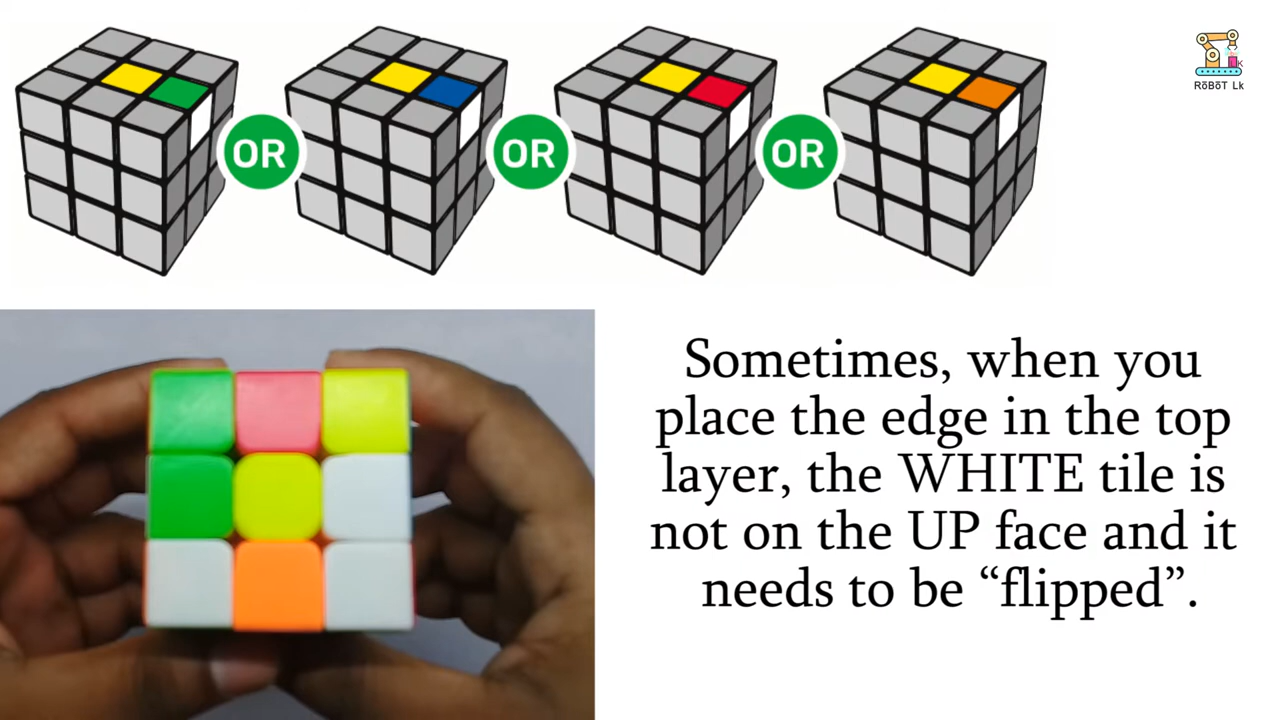 RōBōT Lk
OR OR OR
Sometimes, when you
place the edge in the top
layer, the WHITE tile is
not on the UP face and it
needs to be “flipped”.